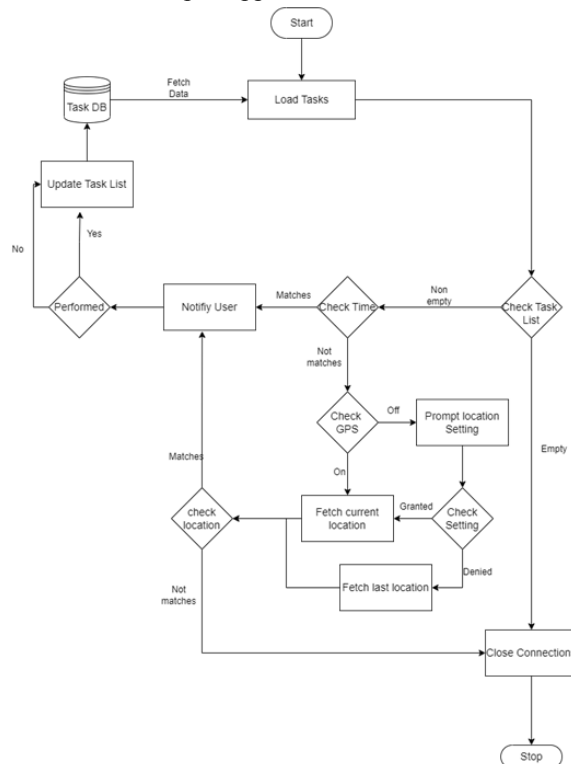 Start
Fetch
Data
Task DB
Load Tasks
Update Task List
Yes
No
Performed
Notifiy User
Matches
Check Time
Non
empty
Check Task
List
Not
matches
Check
GPS
Off
Prompt location
Setting
Empty
On
Matches
check
location
Fetch current
location
Granted
Check
Setting
Denied
Fetch last location
Not
matches
Close Connection
Stop